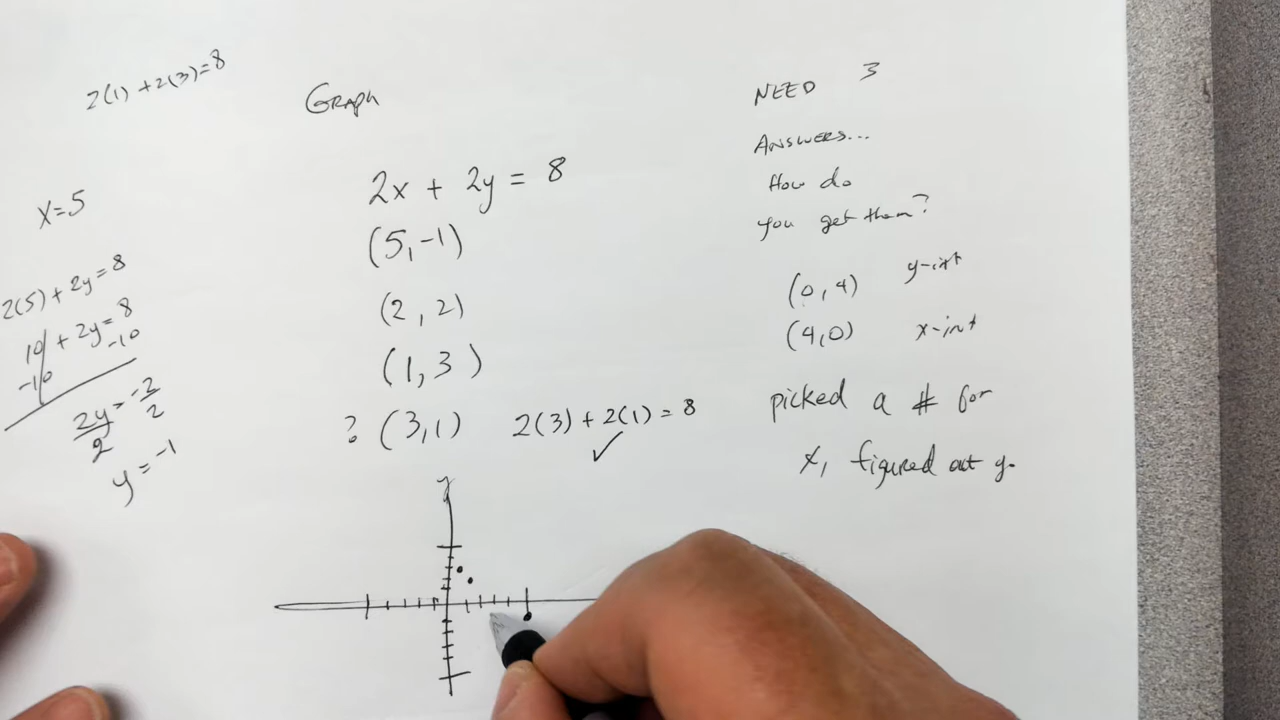 2(1) + 2(3) = 8
x = 5
2(5) + 2y = 8
10 + 2y = 8
-10 -10
2y = -2
2 2
y = -1
GRAPH
2x + 2y = 8
(5, -1)
(2, 2)
(1, 3)
? (3, 1) 2(3) + 2(1) = 8
✓
y
NEED 3
ANSWERS...
How do
you get them?
(0, 4) y-int
(4, 0) x-int
picked a # for
x, figured out y.